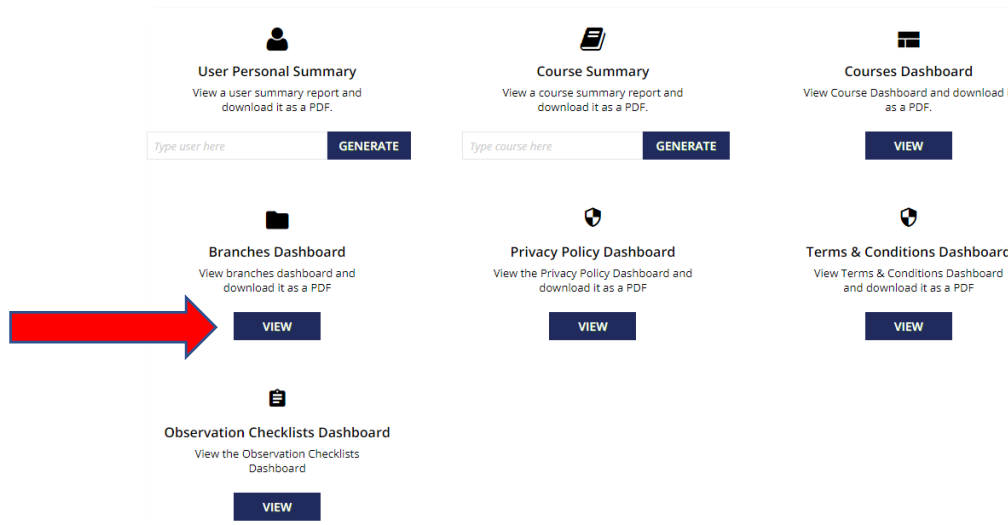 User Personal Summary
View a user summary report and
download it as a PDF.
Type user here
GENERATE
Course Summary
View a course summary report and
download it as a PDF.
Type course here
GENERATE
Courses Dashboard
View Course Dashboard and download
as a PDF.
VIEW
Branches Dashboard
View branches dashboard and
download it as a PDF
VIEW
Privacy Policy Dashboard
View the Privacy Policy Dashboard and
download it as a PDF
VIEW
Terms & Conditions Dashboard
View Terms & Conditions Dashboard
and download it as a PDF
VIEW
Observation Checklists Dashboard
View the Observation Checklists
Dashboard
VIEW